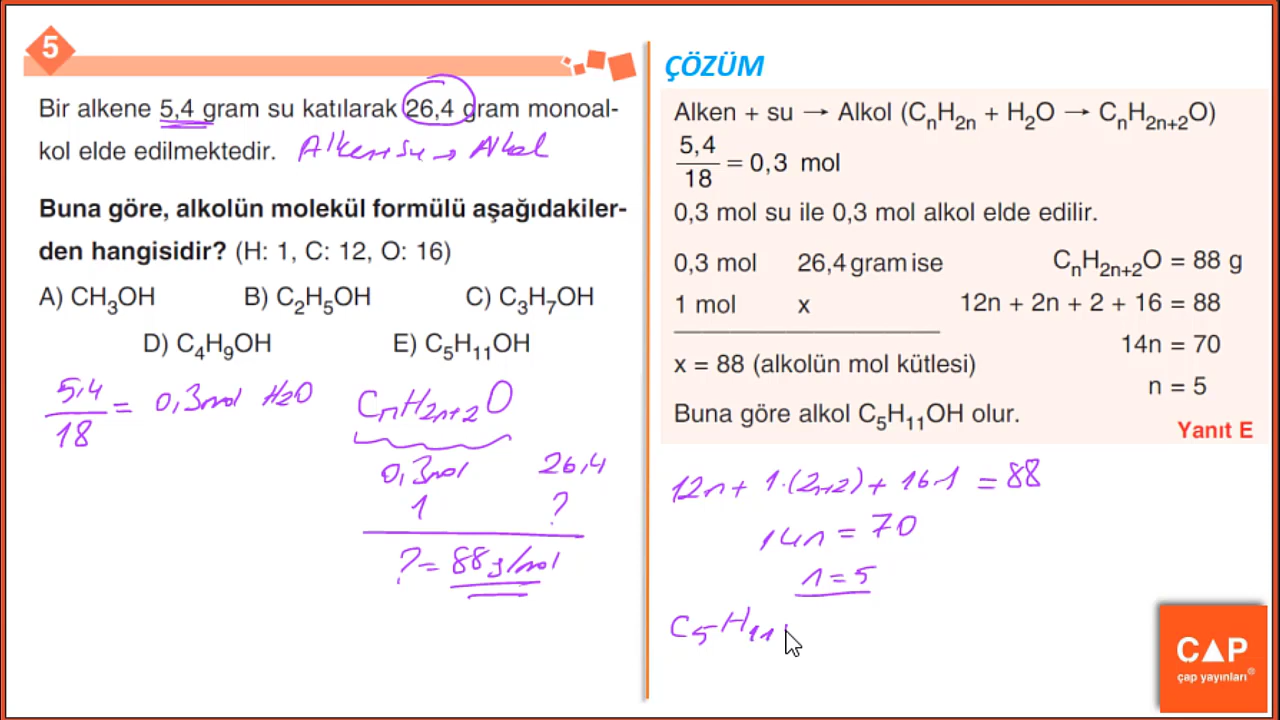 5
Bir alkene 5,4 gram su katılarak 26,4 gram monoal-
kol elde edilmektedir. Alken+su → Alkol
Buna göre, alkolün molekül formülü aşağıdakiler-
den hangisidir? (H: 1, C: 12, O: 16)
A) CH₃OH B) C₂H₅OH C) C₃H₇OH
D) C₄H₉OH E) C₅H₁₁OH
5,4/18 = 0,3mol H₂O
CₙH₂ₙ₊₂O
0,3mol 26,4
1 ?
? = 88g/mol
ÇÖZÜM
Alken + su → Alkol (CₙH₂ₙ + H₂O → CₙH₂ₙ₊₂O)
5,4/18 = 0,3 mol
0,3 mol su ile 0,3 mol alkol elde edilir.
0,3 mol 26,4 gram ise
1 mol x
x = 88 (alkolün mol kütlesi)
CₙH₂ₙ₊₂O = 88 g
12n + 2n + 2 + 16 = 88
14n = 70
n = 5
Buna göre alkol C₅H₁₁OH olur.
Yanıt E
12n + 1.(2n+2) + 16.1 = 88
14n = 70
n = 5
C₅H₁₁
ÇAP
çap yayınları®